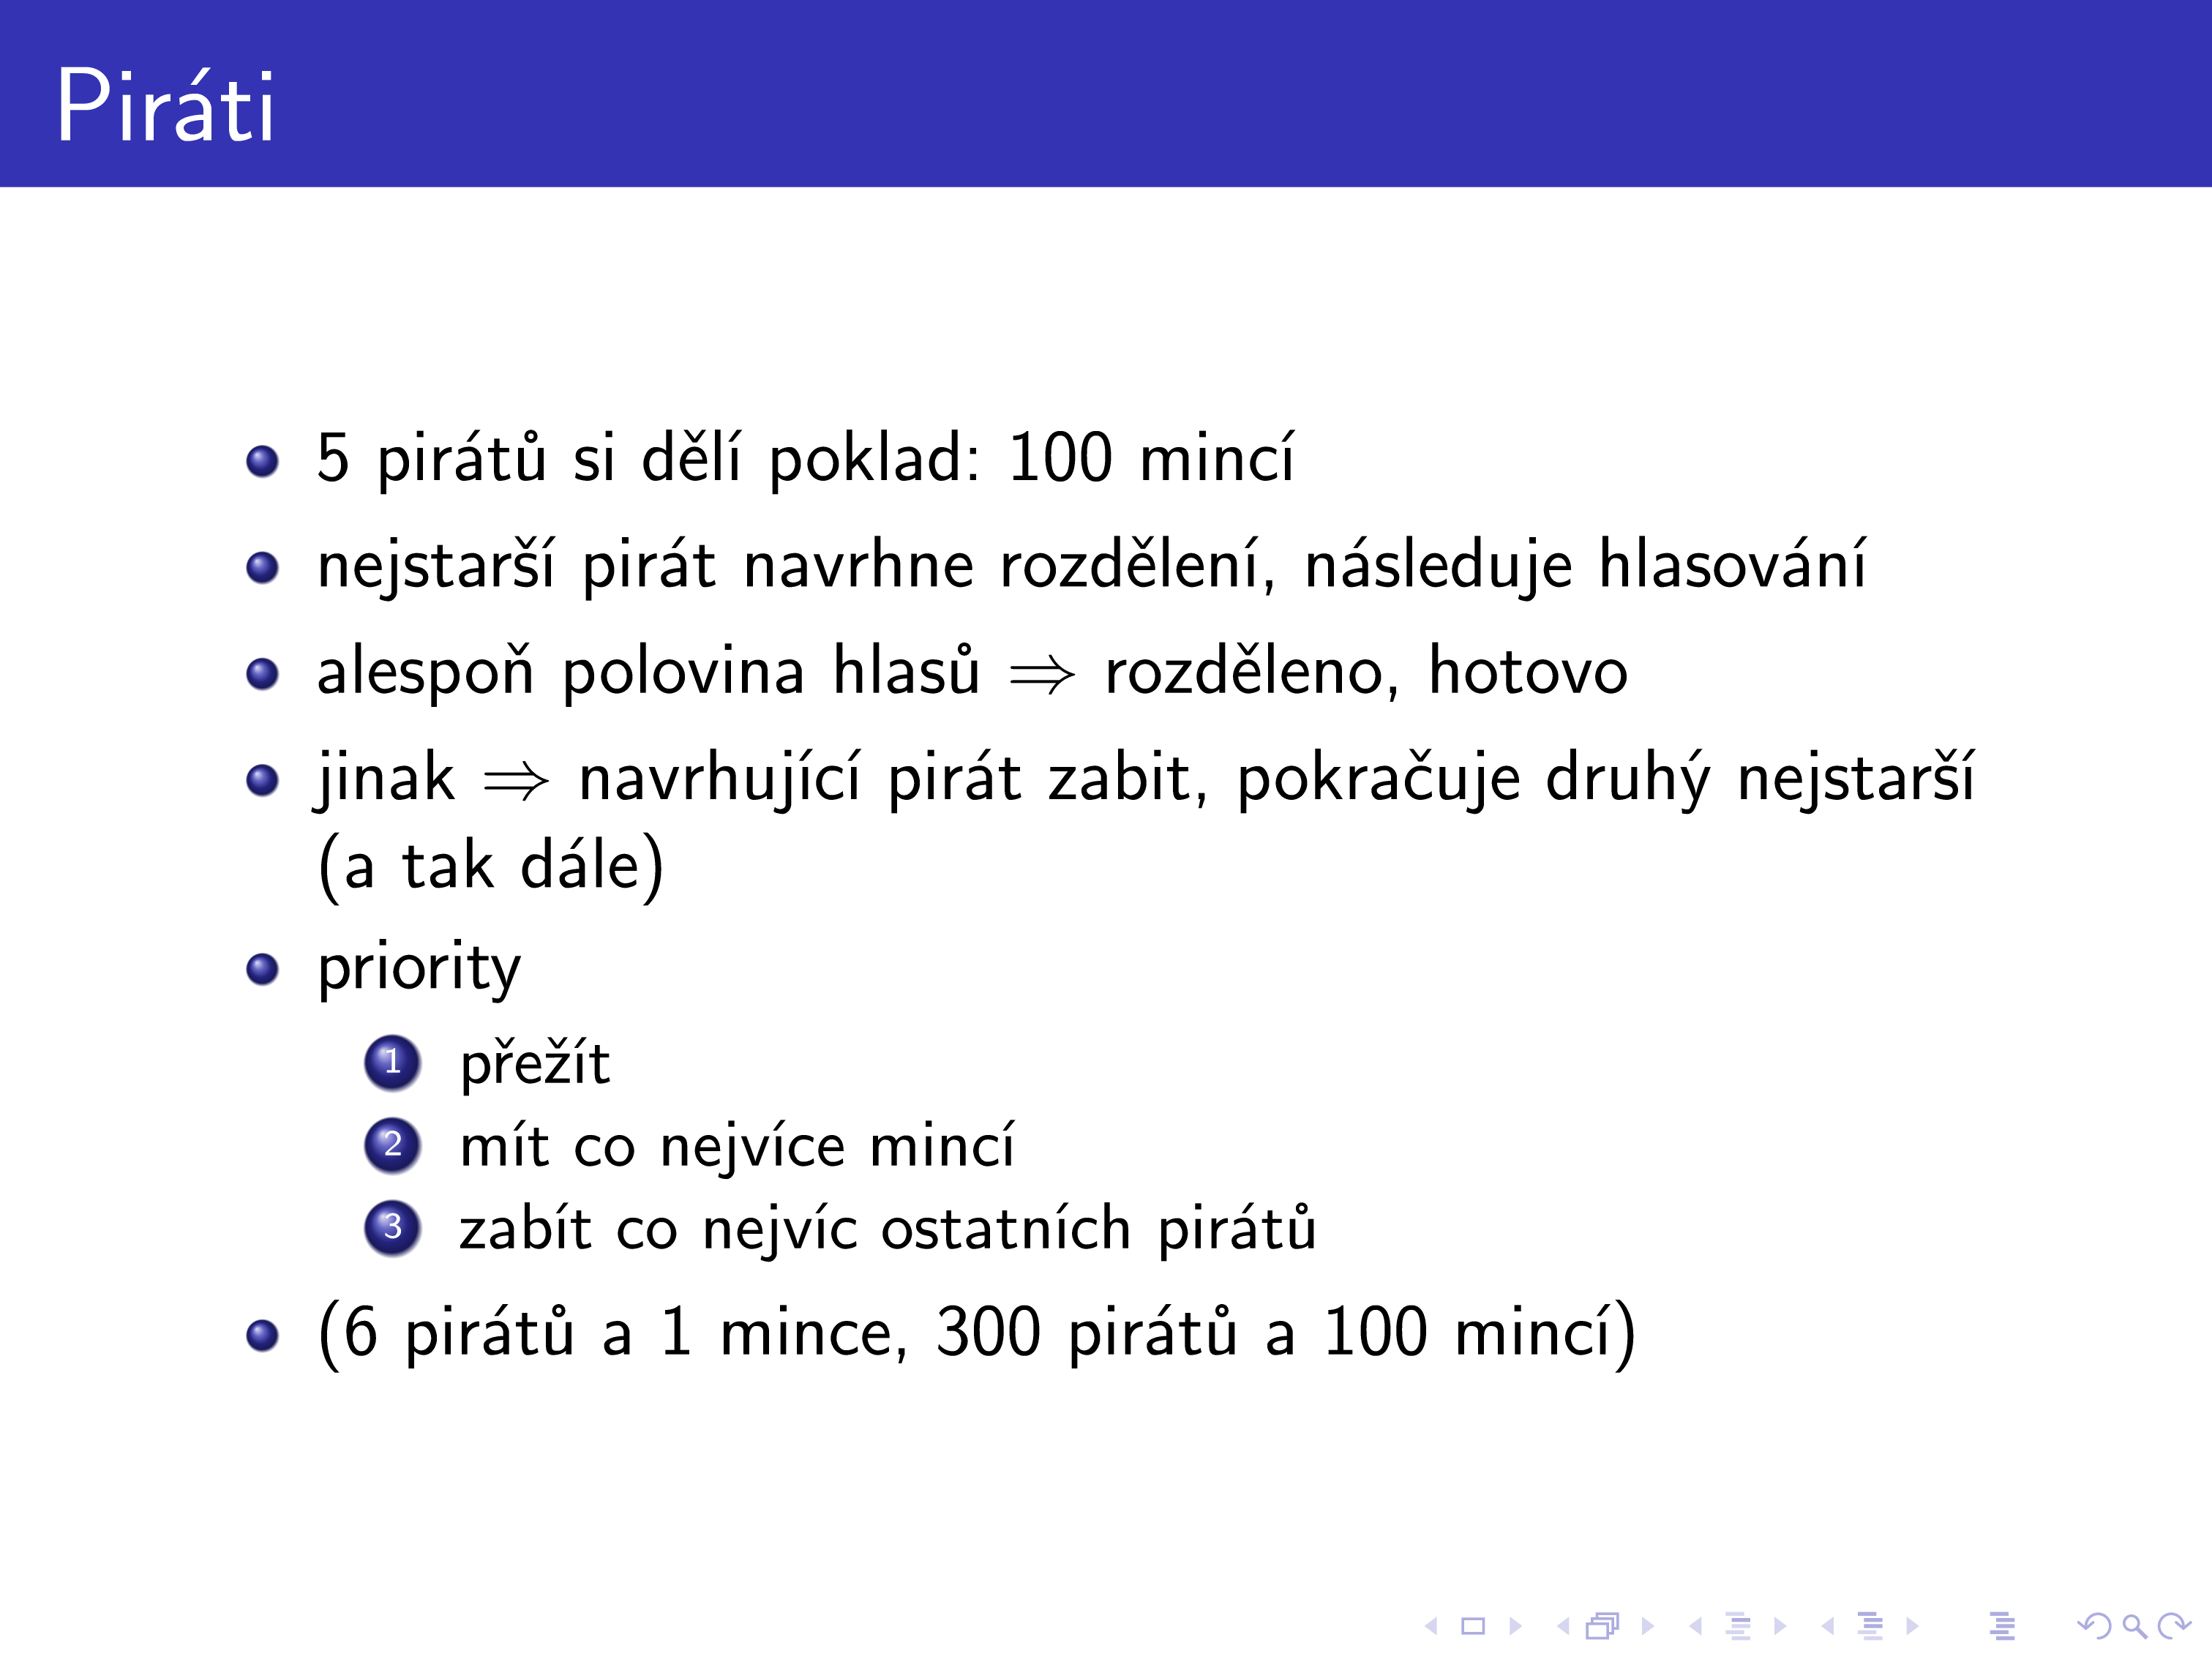 Piráti
5 pirátů si dělí poklad: 100 mincí
nejstarší pirát navrhne rozdělení, následuje hlasování
alespoň polovina hlasů ⇒ rozděleno, hotovo
jinak ⇒ navrhující pirát zabit, pokračuje druhý nejstarší
(a tak dále)
priority
1 přežít
2 mít co nejvíce mincí
3 zabít co nejvíc ostatních pirátů
(6 pirátů a 1 mince, 300 pirátů a 100 mincí)